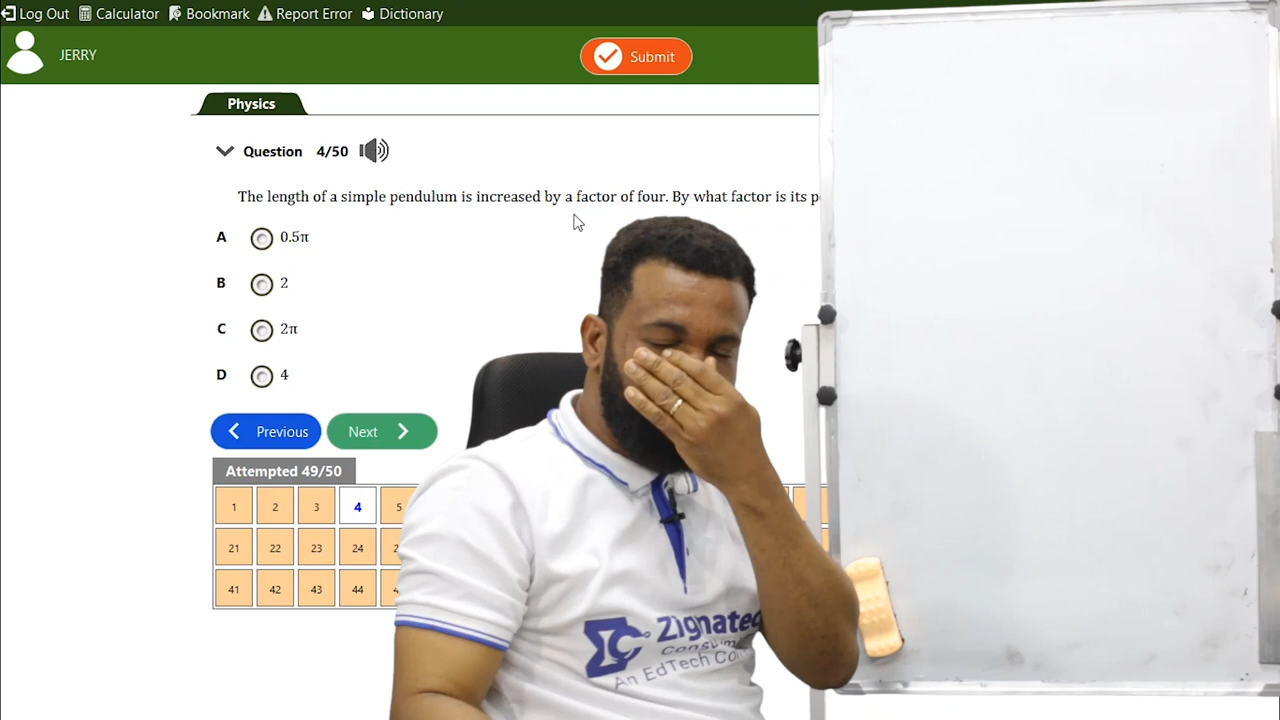 Log Out Calculator Bookmark Report Error Dictionary
JERRY
Submit
Physics
Question 4/50
The length of a simple pendulum is increased by a factor of four. By what factor is its
A 0.5π
B 2
C 2π
D 4
Previous Next
Attempted 49/50
1 2 3 4 5
21 22 23 24
41 42 43 44
An EdTech